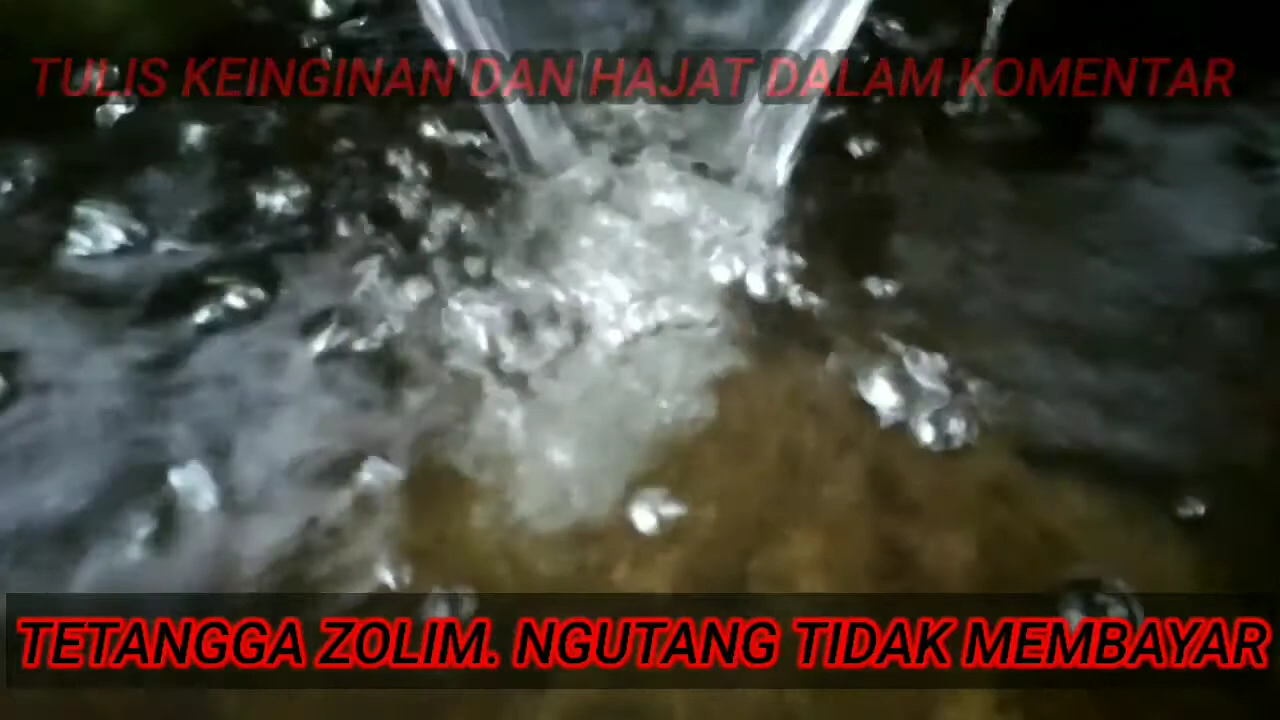 TULIS KEINGINAN DAN HAJAT DALAM KOMENTAR
TETANGGA ZOLIM. NGUTANG TIDAK MEMBAYAR